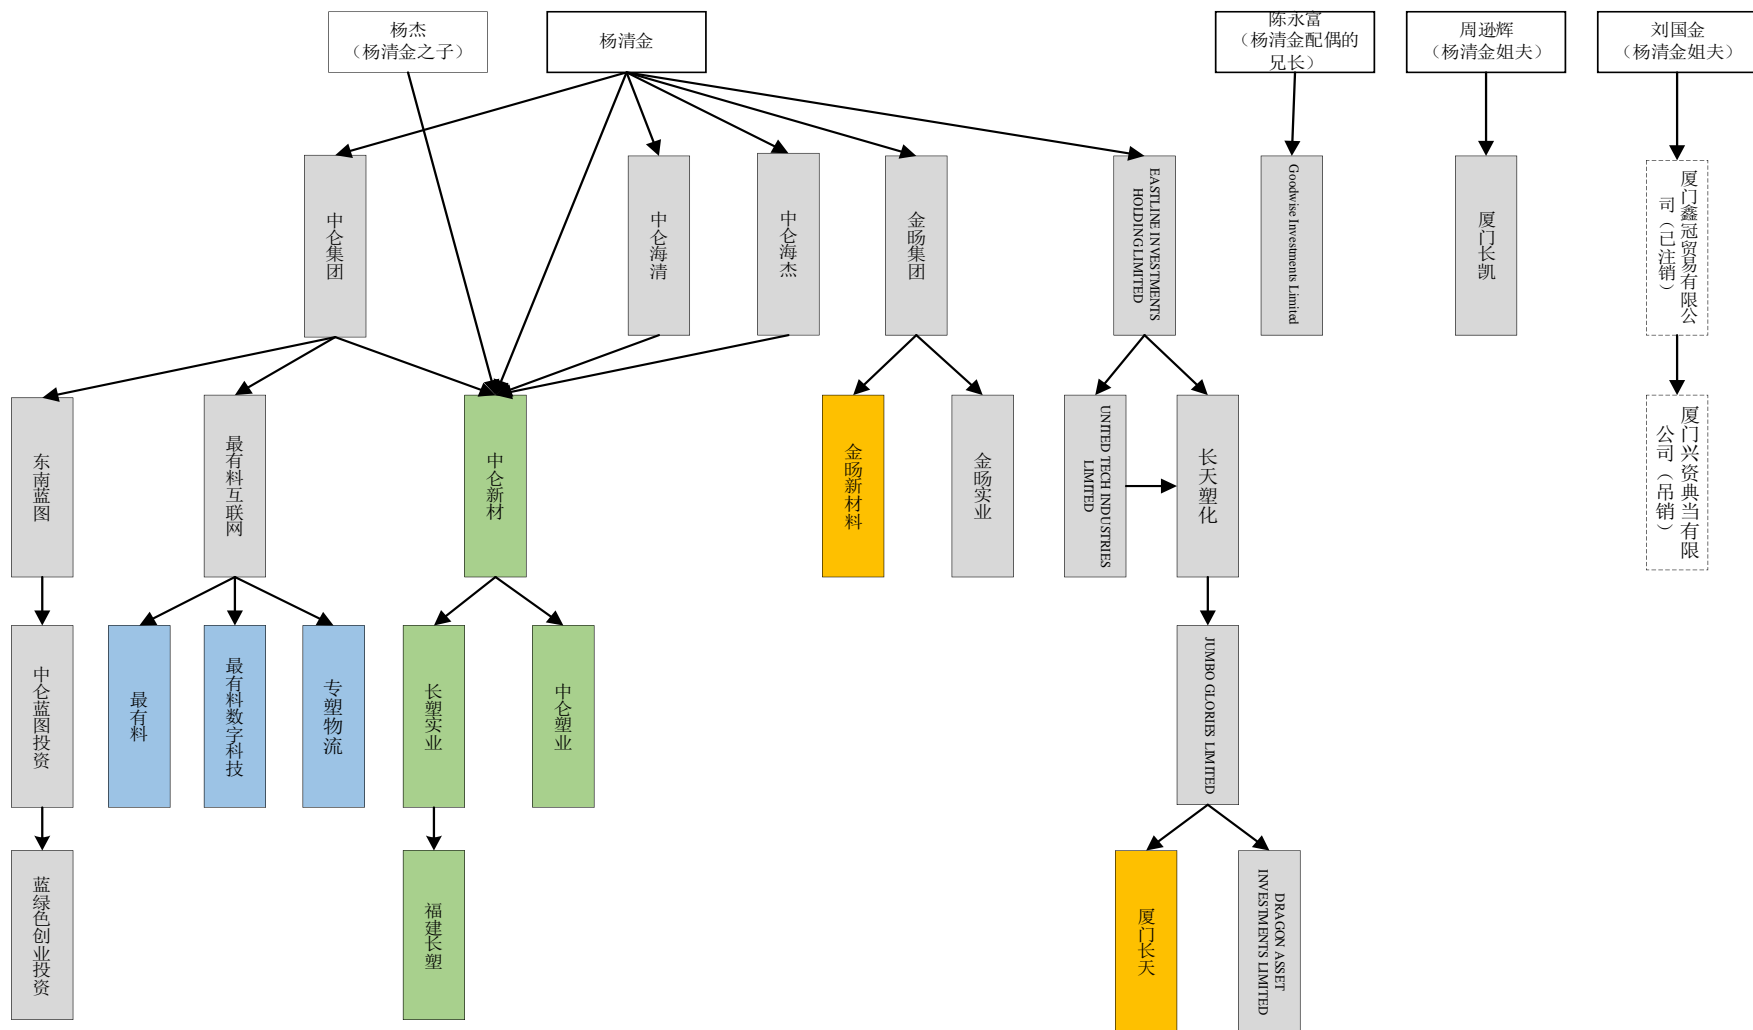 杨杰
（杨清金之子）
杨清金
陈永富
（杨清金配偶的
兄长）
周逊辉
（杨清金姐夫）
刘国金
（杨清金姐夫）
中仑集团
中仑海清
中仑海杰
金旸集团
EASTLINE INVESTMENTS
HOLDING LIMITED
Goodwise Investments Limited
厦门长凯
厦门鑫冠贸易有限公
司（已注销）
东南蓝图
最有料互联网
中仑新材
金旸新材料
金旸实业
UNITED TECH INDUSTRIES
LIMITED
长天塑化
厦门兴资典当有限
公司（吊销）
中仑蓝图投资
最有料
最有料数字科技
专塑物流
长塑实业
中仑塑业
JUMBO GLORIES LIMITED
蓝绿色创业投资
福建长塑
厦门长天
DRAGON ASSET
INVESTMENTS LIMITED